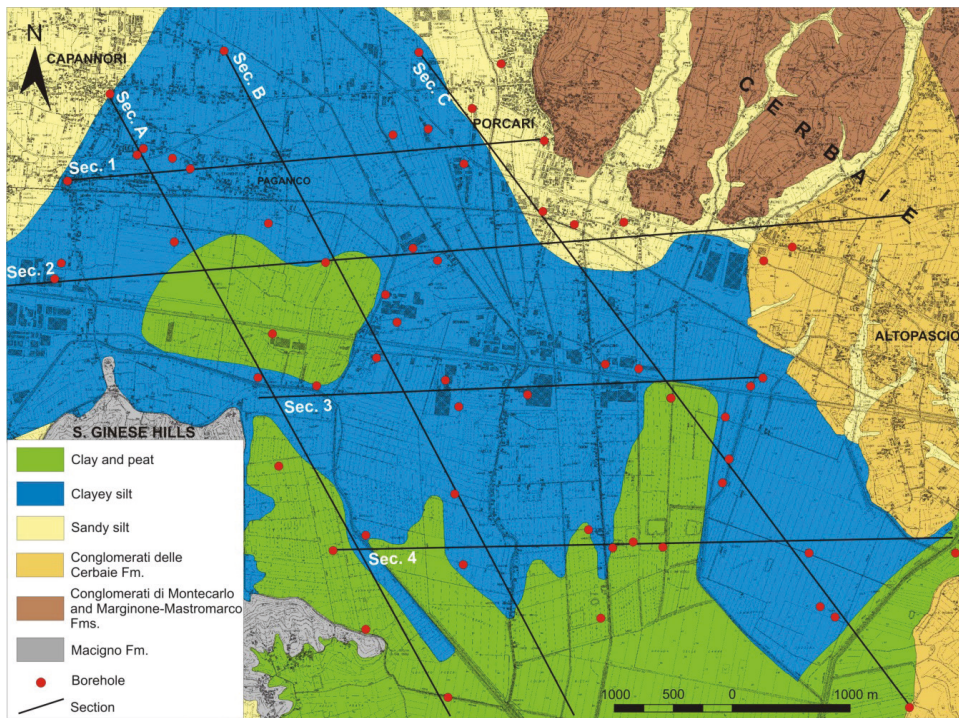 N
CAPANNORI
Sec. A
Sec. B
Sec. C
PORCARI
CERBAIE
Sec. 1
PAGANICO
Sec. 2
ALTOPASCIO
Sec. 3
S. GINESE HILLS
Sec. 4
Clay and peat
Clayey silt
Sandy silt
Conglomerati delle
Cerbaie Fm.
Conglomerati di Montecarlo
and Marginone-Mastromarco
Fms.
Macigno Fm.
Borehole
Section
1000 500 0 1000 m